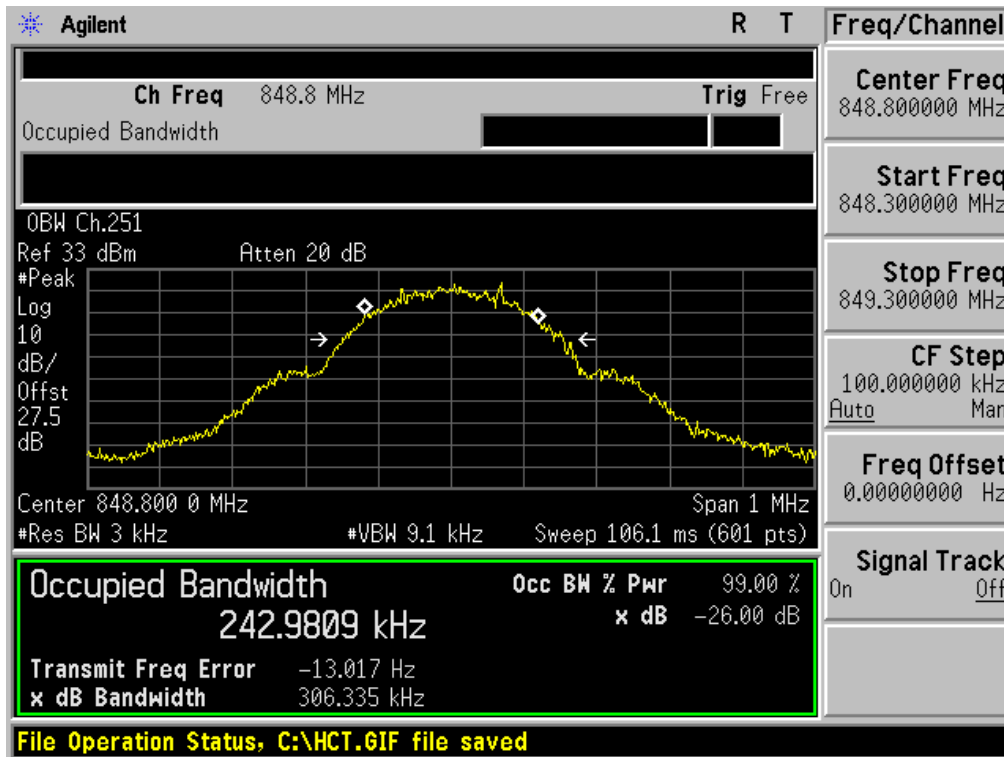 Agilent
R T
Freq/Channel
Ch Freq 848.8 MHz
Trig Free
Occupied Bandwidth
Center Freq
848.800000 MHz
Start Freq
848.300000 MHz
Stop Freq
849.300000 MHz
CF Step
100.000000 kHz
Auto Man
Freq Offset
0.00000000 Hz
Signal Track
On Off
OBW Ch.251
Ref 33 dBm Atten 20 dB
#Peak
Log
10
dB/
Offst
27.5
dB
Center 848.800 0 MHz Span 1 MHz
#Res BW 3 kHz #VBW 9.1 kHz Sweep 106.1 ms (601 pts)
Occupied Bandwidth
242.9809 kHz
Occ BW % Pwr 99.00 %
x dB -26.00 dB
Transmit Freq Error -13.017 Hz
x dB Bandwidth 306.335 kHz
File Operation Status, C:\HCT.GIF file saved